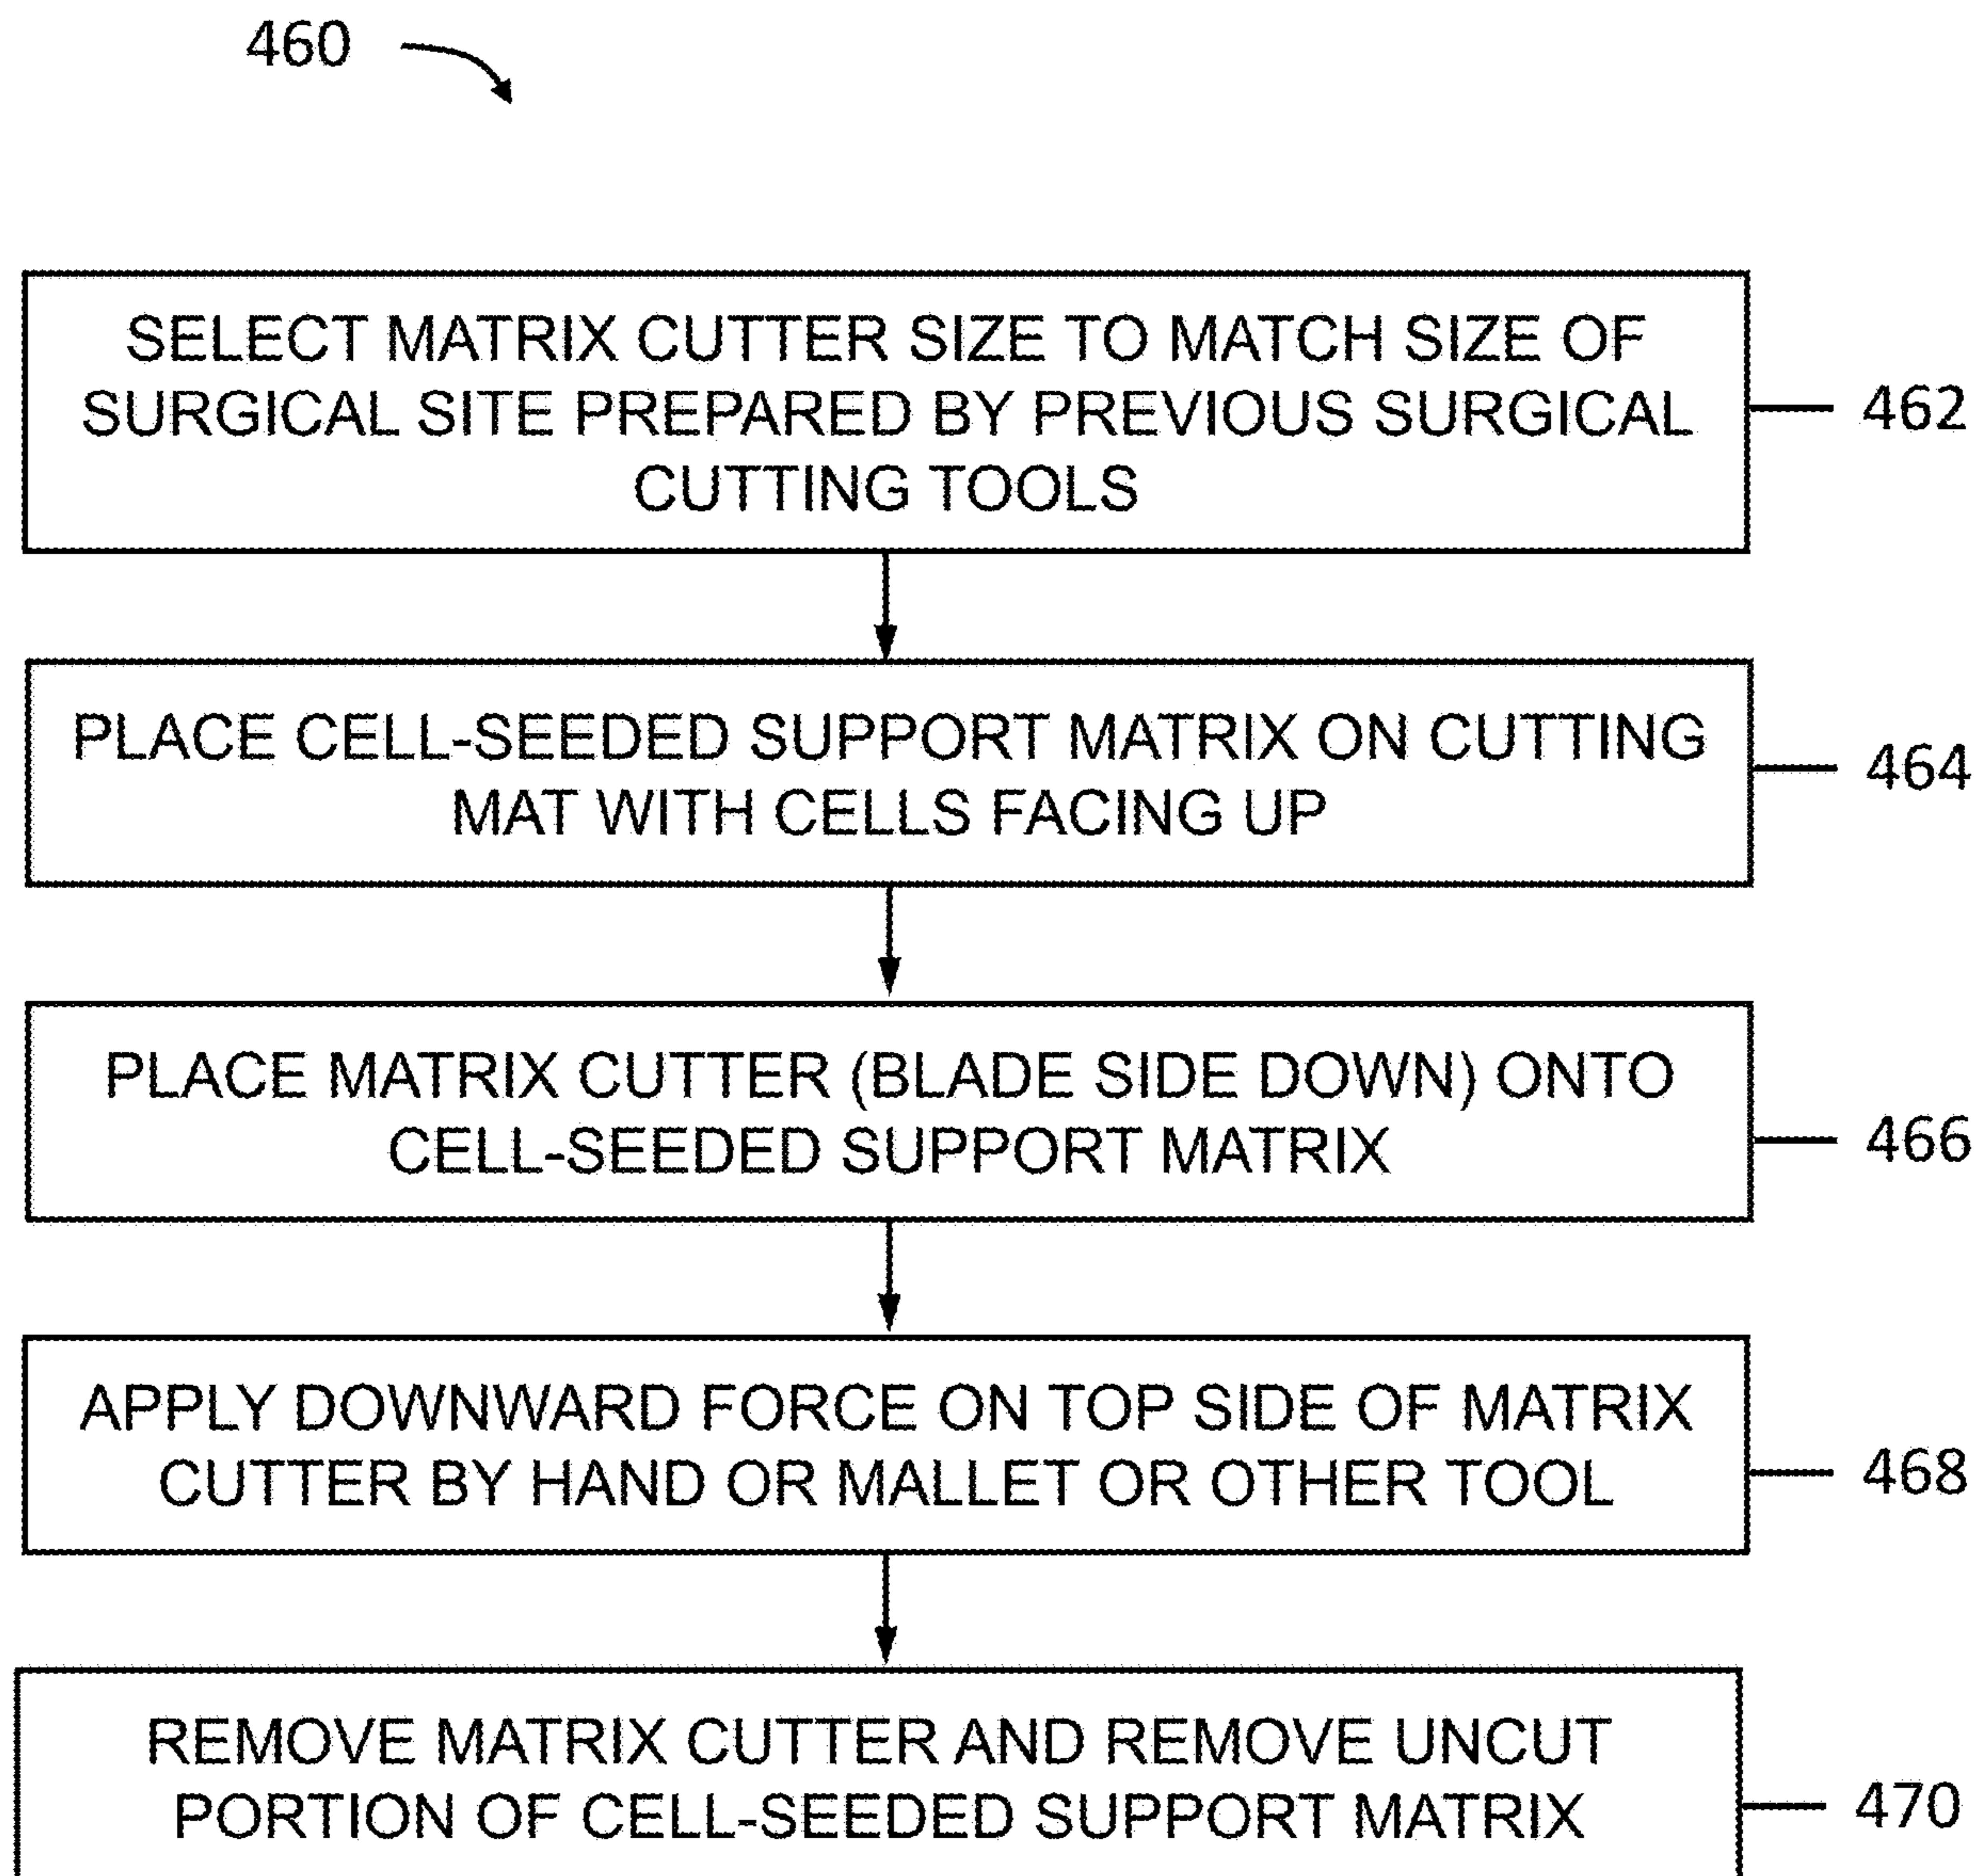 460
SELECT MATRIX CUTTER SIZE TO MATCH SIZE OF
SURGICAL SITE PREPARED BY PREVIOUS SURGICAL
CUTTING TOOLS
462
PLACE CELL-SEEDED SUPPORT MATRIX ON CUTTING
MAT WITH CELLS FACING UP
464
PLACE MATRIX CUTTER (BLADE SIDE DOWN) ONTO
CELL-SEEDED SUPPORT MATRIX
466
APPLY DOWNWARD FORCE ON TOP SIDE OF MATRIX
CUTTER BY HAND OR MALLET OR OTHER TOOL
468
REMOVE MATRIX CUTTER AND REMOVE UNCUT
PORTION OF CELL-SEEDED SUPPORT MATRIX
470